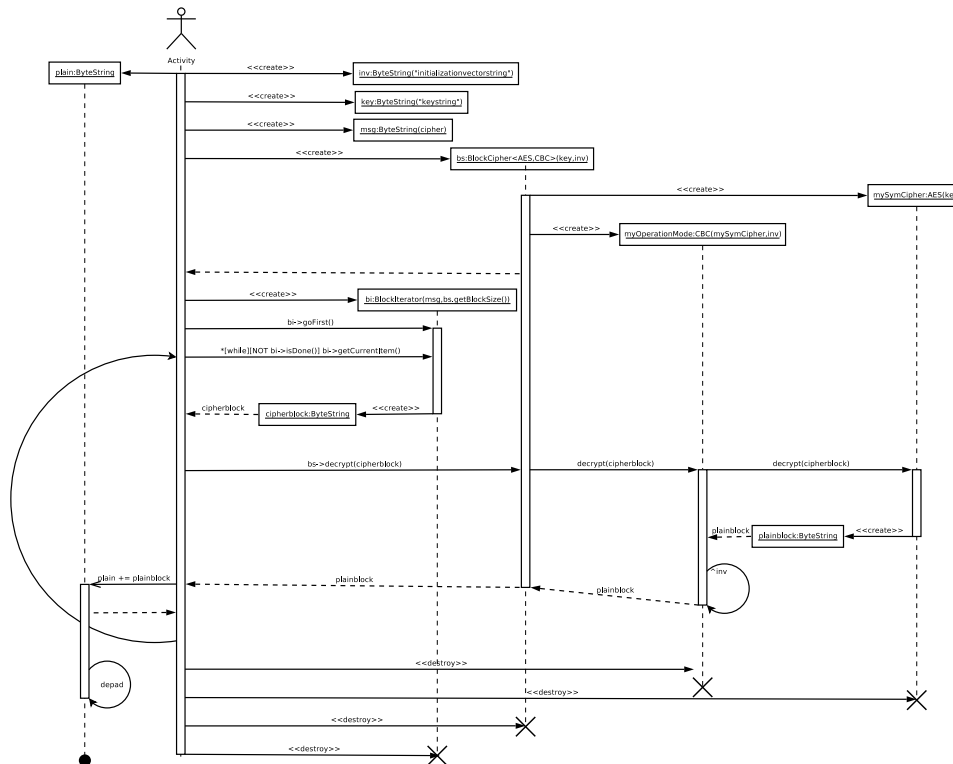 Activity
plain:ByteString
<<create>>
inv:ByteString("initializationvectorstring")
<<create>>
key:ByteString("keystring")
<<create>>
msg:ByteString(cipher)
<<create>>
bs:BlockCipher<AES,CBC>(key,inv)
<<create>>
mySymCipher:AES(ke
<<create>>
myOperationMode:CBC(mySymCipher,inv)
<<create>>
bi:BlockIterator(msg,bs.getBlockSize())
bi->goFirst()
*[while][NOT bi->isDone()] bi->getCurrentItem()
cipherblock
cipherblock:ByteString
<<create>>
bs->decrypt(cipherblock)
decrypt(cipherblock)
decrypt(cipherblock)
plainblock
plainblock:ByteString
<<create>>
^inv
plain += plainblock
plainblock
plainblock
<<destroy>>
depad
<<destroy>>
<<destroy>>
<<destroy>>